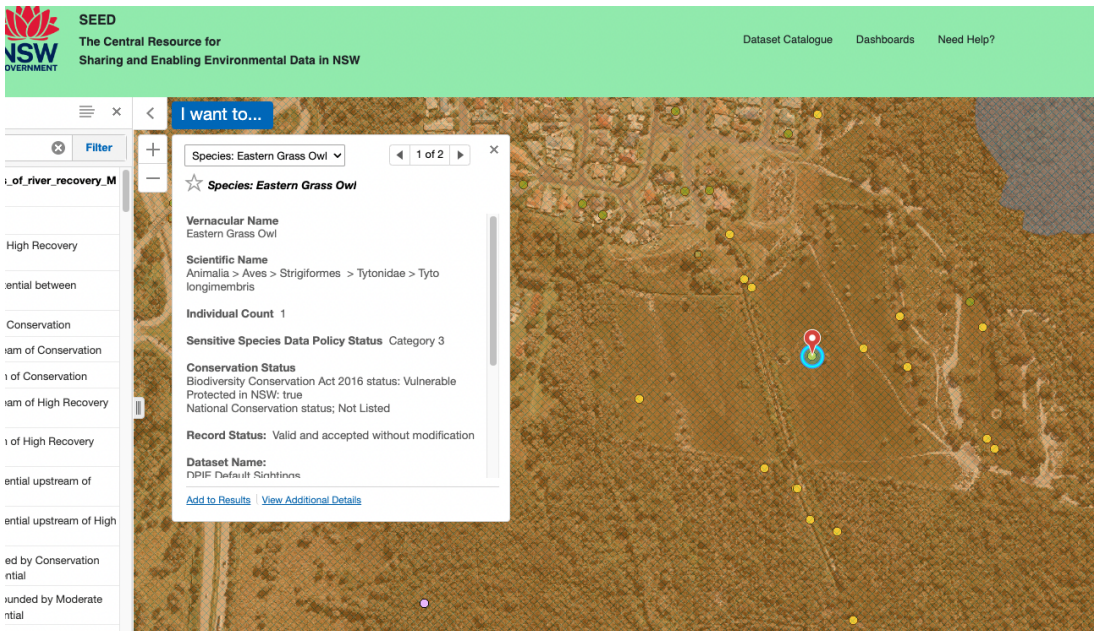 SEED
The Central Resource for
Sharing and Enabling Environmental Data in NSW
NSW
GOVERNMENT
Dataset Catalogue
Dashboards
Need Help?
I want to...
Filter
s_of_river_recovery_M
High Recovery
ential between
Conservation
eam of Conservation
n of Conservation
eam of High Recovery
n of High Recovery
ential upstream of
ential upstream of High
ed by Conservation
ential
ounded by Moderate
ntial
Species: Eastern Grass Owl
1 of 2
Species: Eastern Grass Owl
Vernacular Name
Eastern Grass Owl
Scientific Name
Animalia > Aves > Strigiformes > Tytonidae > Tyto
longimembris
Individual Count 1
Sensitive Species Data Policy Status Category 3
Conservation Status
Biodiversity Conservation Act 2016 status: Vulnerable
Protected in NSW: true
National Conservation status; Not Listed
Record Status: Valid and accepted without modification
Dataset Name:
DPIE Default Sightings
Add to Results
View Additional Details